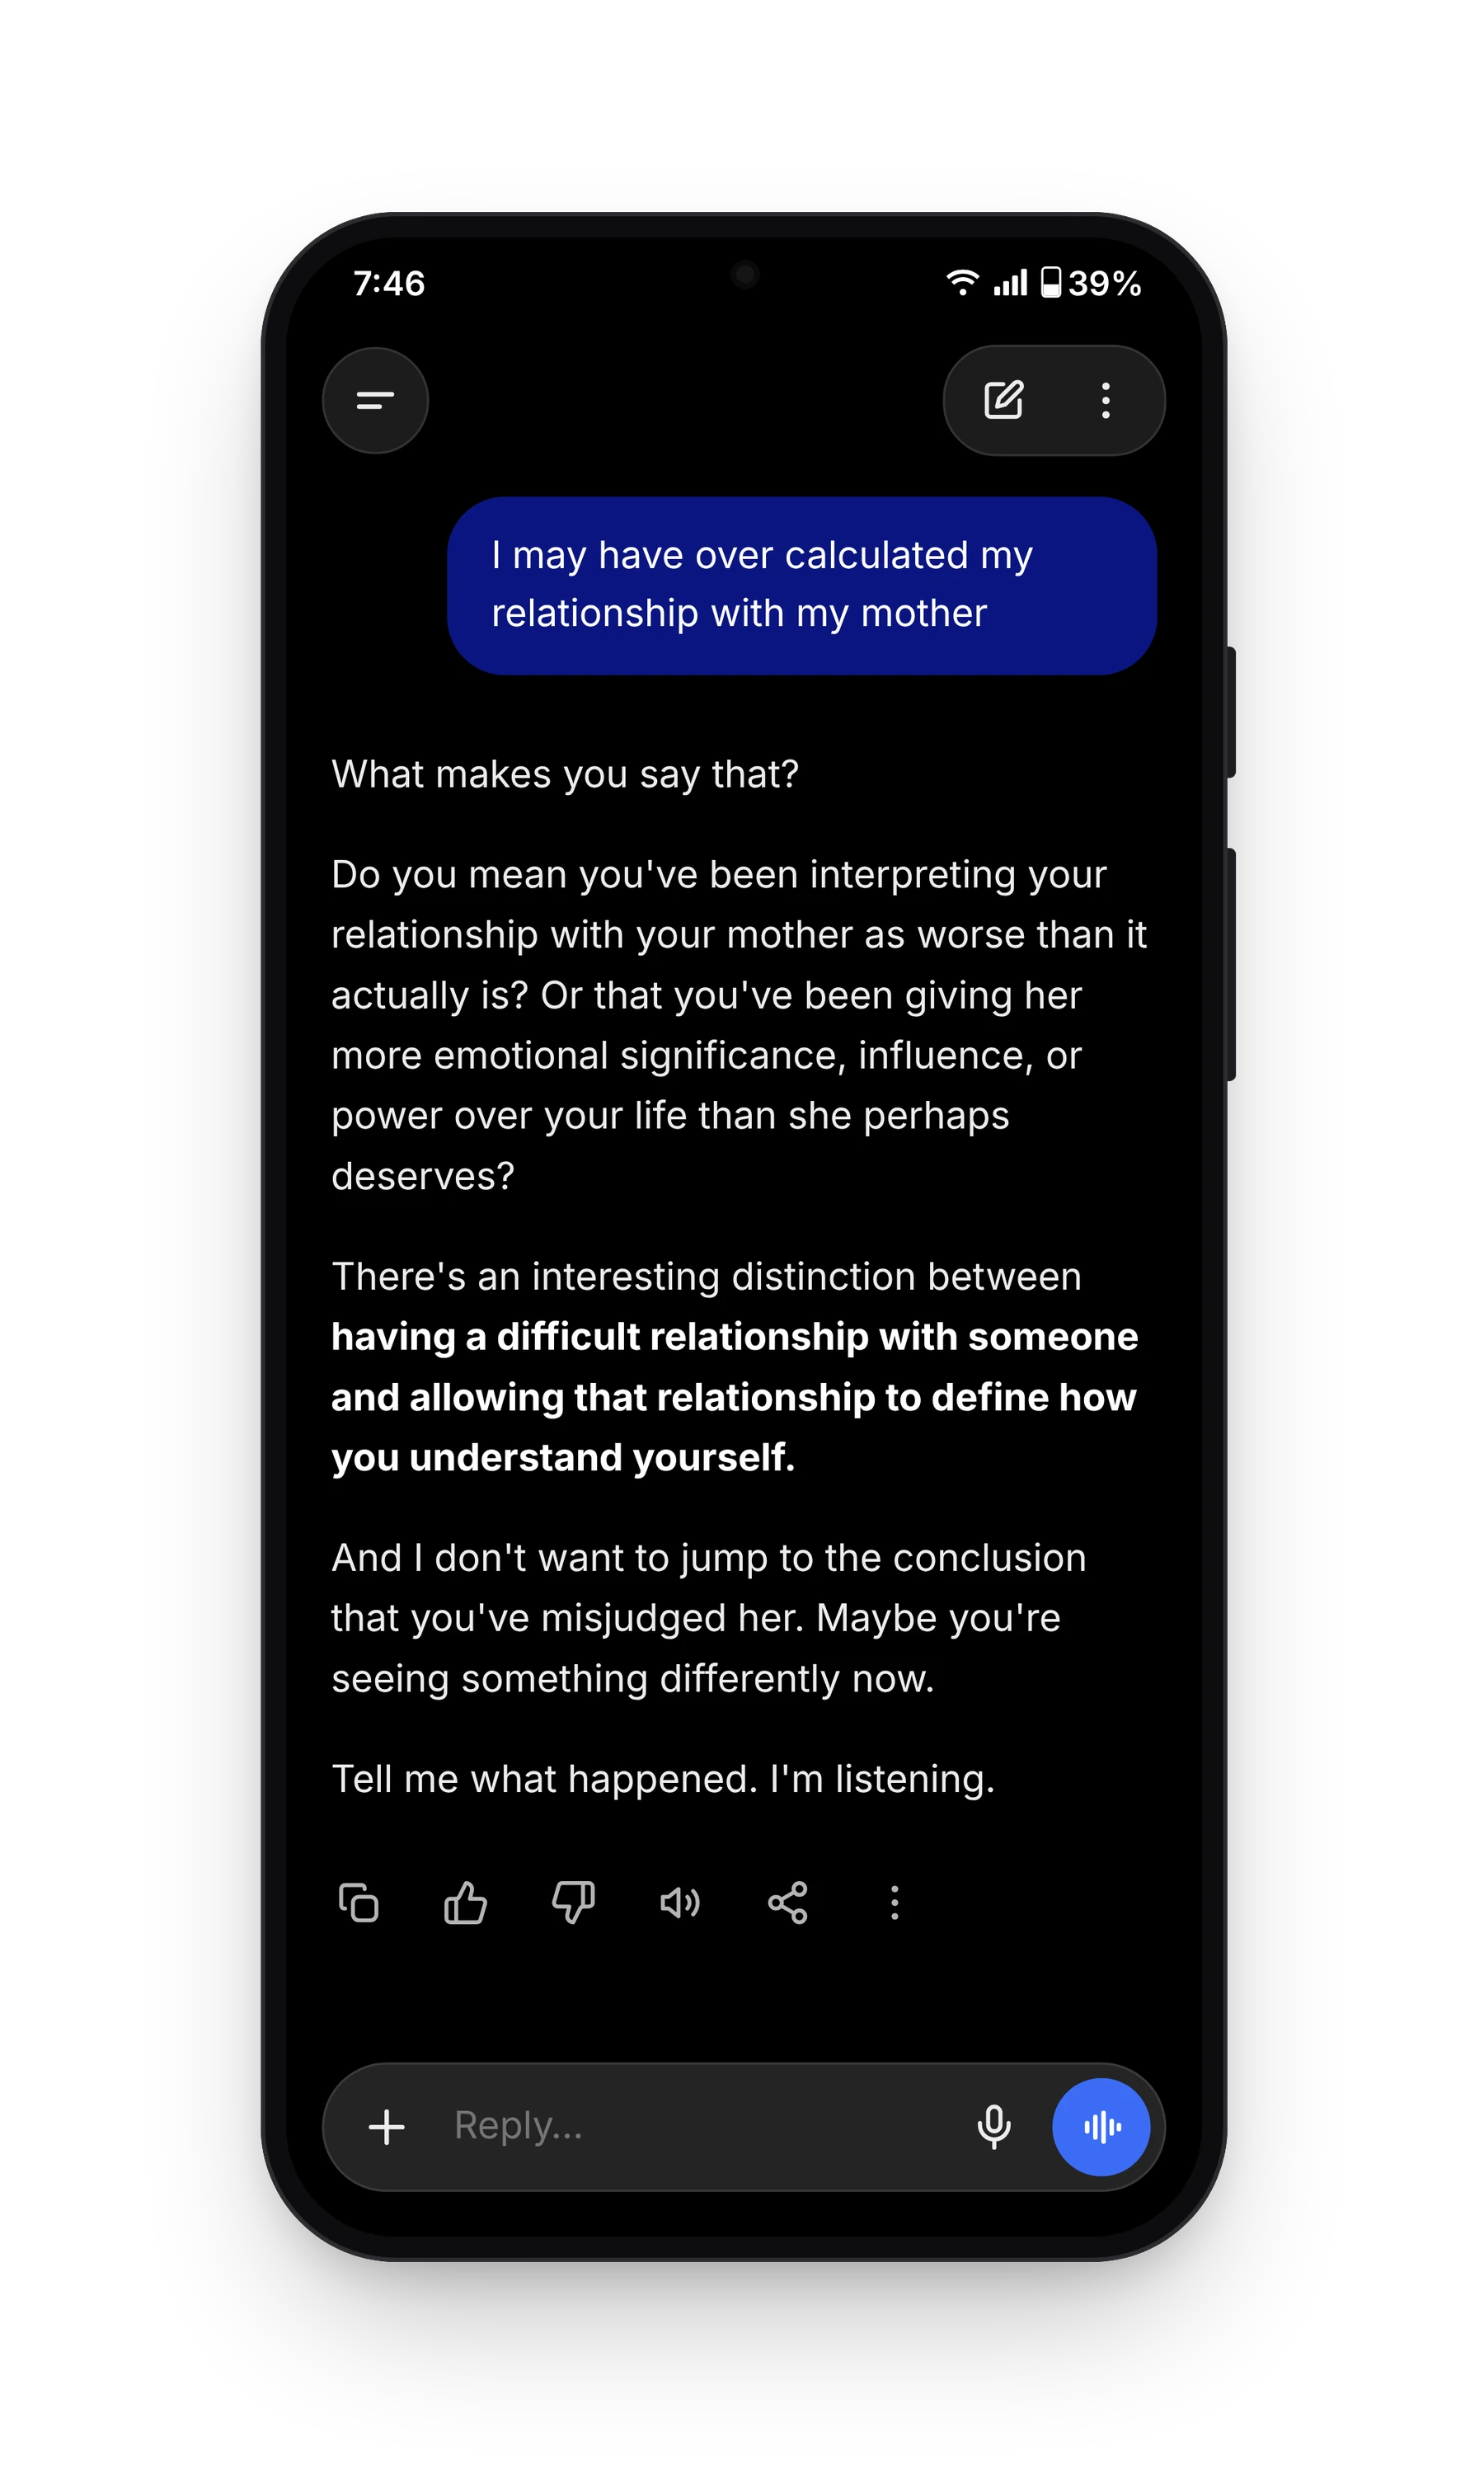 7:46
39%
I may have over calculated my
relationship with my mother
What makes you say that?
Do you mean you've been interpreting your
relationship with your mother as worse than it
actually is? Or that you've been giving her
more emotional significance, influence, or
power over your life than she perhaps
deserves?
There's an interesting distinction between
having a difficult relationship with someone
and allowing that relationship to define how
you understand yourself.
And I don't want to jump to the conclusion
that you've misjudged her. Maybe you're
seeing something differently now.
Tell me what happened. I'm listening.
Reply...